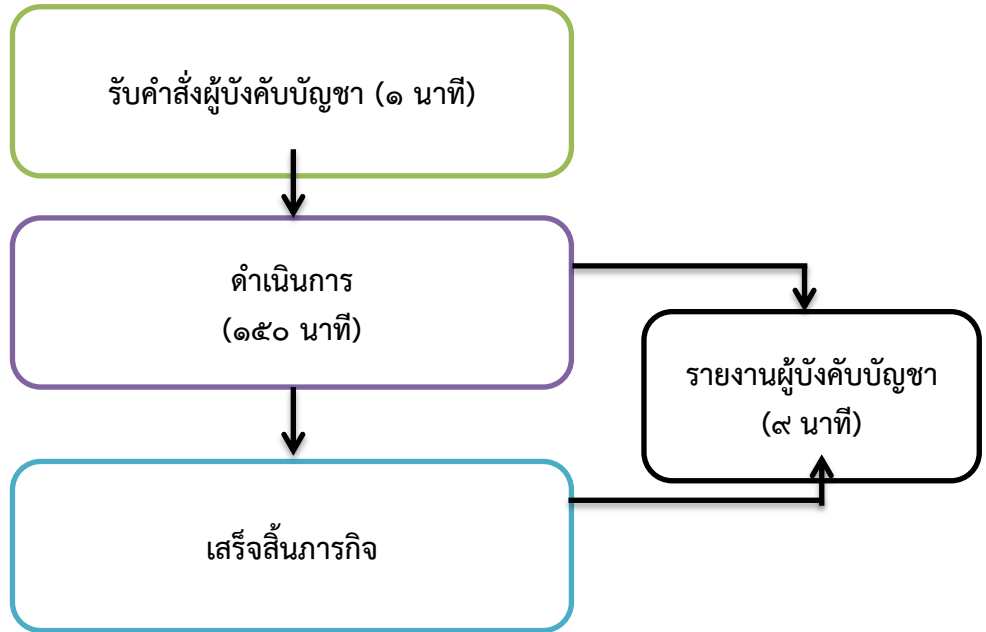 รับคำสั่งผู้บังคับบัญชา (๑ นาที)
ดำเนินการ
(๑๕๐ นาที)
รายงานผู้บังคับบัญชา
(๙ นาที)
เสร็จสิ้นภารกิจ